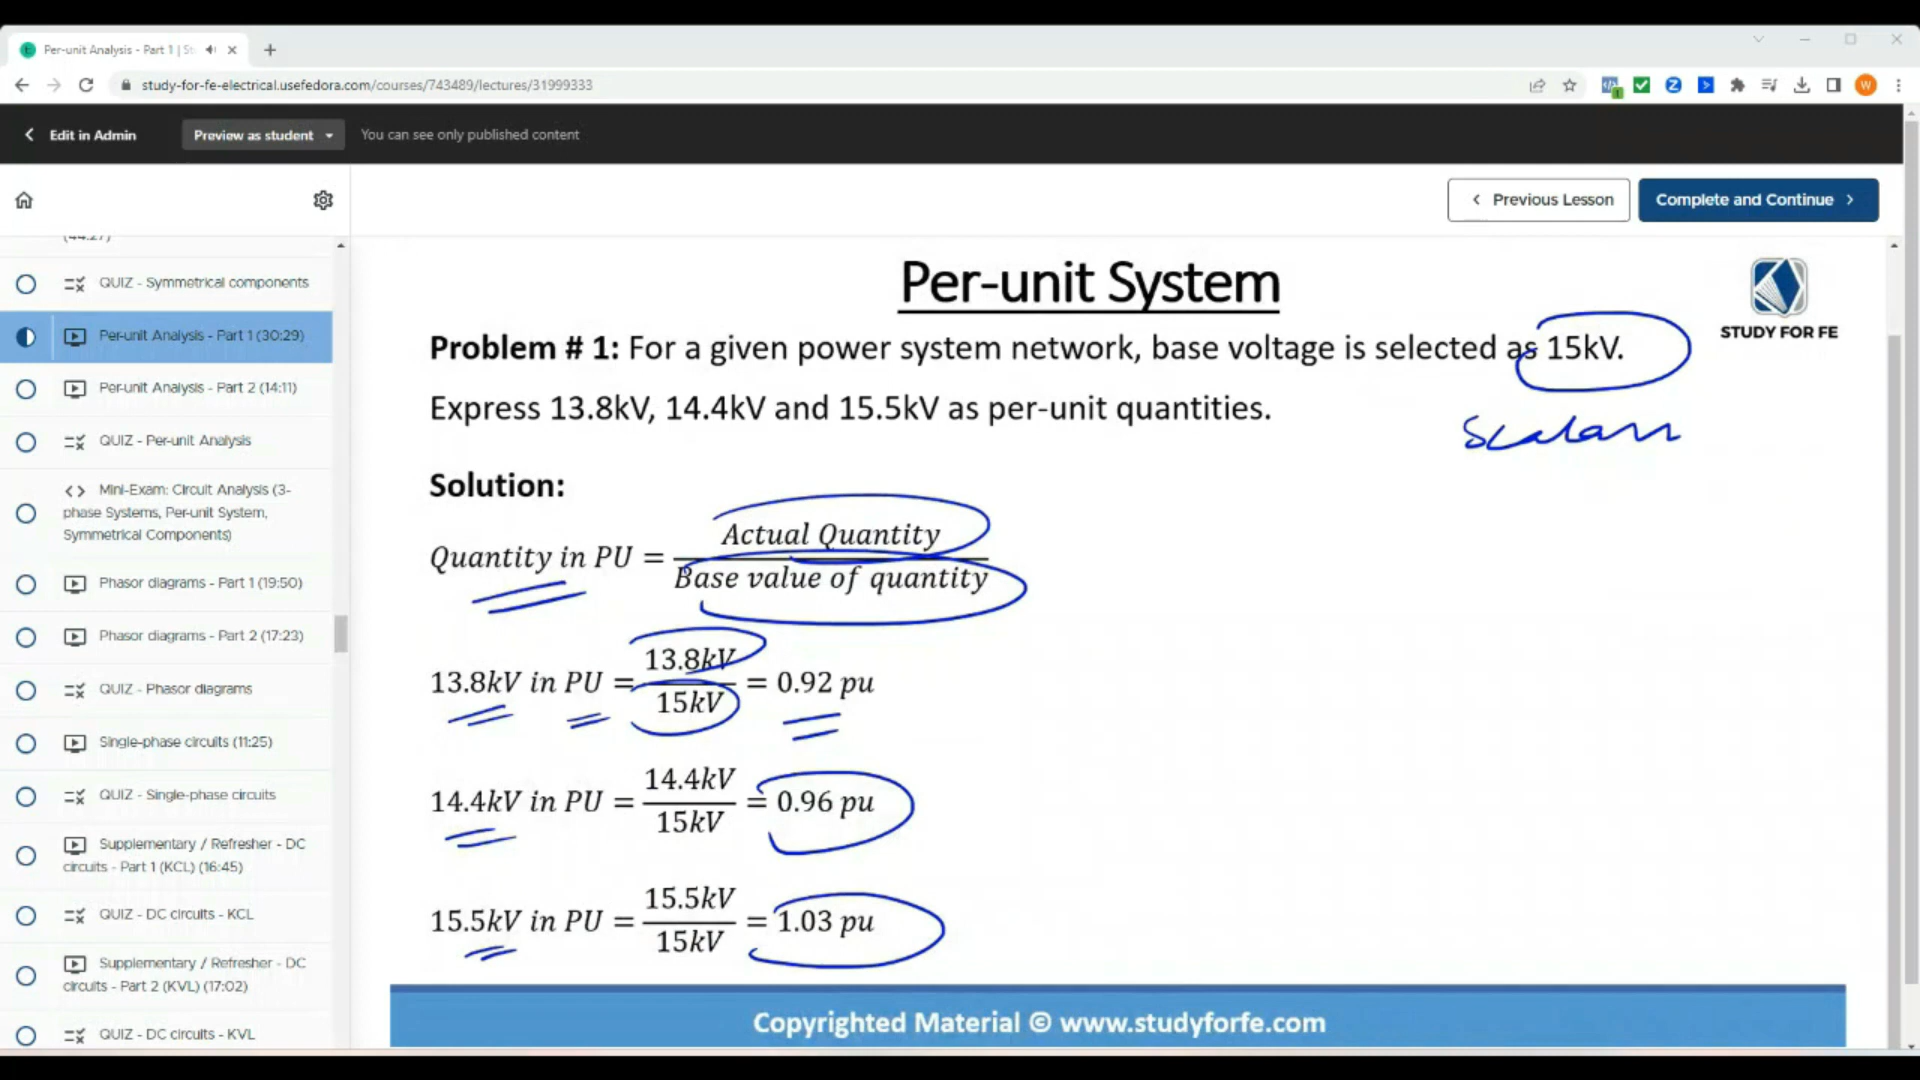 Per-unit Analysis - Part 1 | St
study-for-fe-electrical.usefedora.com/courses/743489/lectures/31999333
W
Edit in Admin
Preview as student
You can see only published content
Previous Lesson
Complete and Continue
(44:27)
QUIZ - Symmetrical components
Per-unit Analysis - Part 1 (30:29)
Per-unit Analysis - Part 2 (14:11)
QUIZ - Per-unit Analysis
Mini-Exam: Circuit Analysis (3-
phase Systems, Per-unit System,
Symmetrical Components)
Phasor diagrams - Part 1 (19:50)
Phasor diagrams - Part 2 (17:23)
QUIZ - Phasor diagrams
Single-phase circuits (11:25)
QUIZ - Single-phase circuits
Supplementary / Refresher - DC
circuits - Part 1 (KCL) (16:45)
QUIZ - DC circuits - KCL
Supplementary / Refresher - DC
circuits - Part 2 (KVL) (17:02)
QUIZ - DC circuits - KVL
Per-unit System
STUDY FOR FE
Problem # 1: For a given power system network, base voltage is selected as 15kV.
Express 13.8kV, 14.4kV and 15.5kV as per-unit quantities.
Solution:
Quantity in PU = Actual Quantity / Base value of quantity
13.8kV in PU = 13.8kV / 15kV = 0.92 pu
14.4kV in PU = 14.4kV / 15kV = 0.96 pu
15.5kV in PU = 15.5kV / 15kV = 1.03 pu
Copyrighted Material © www.studyforfe.com